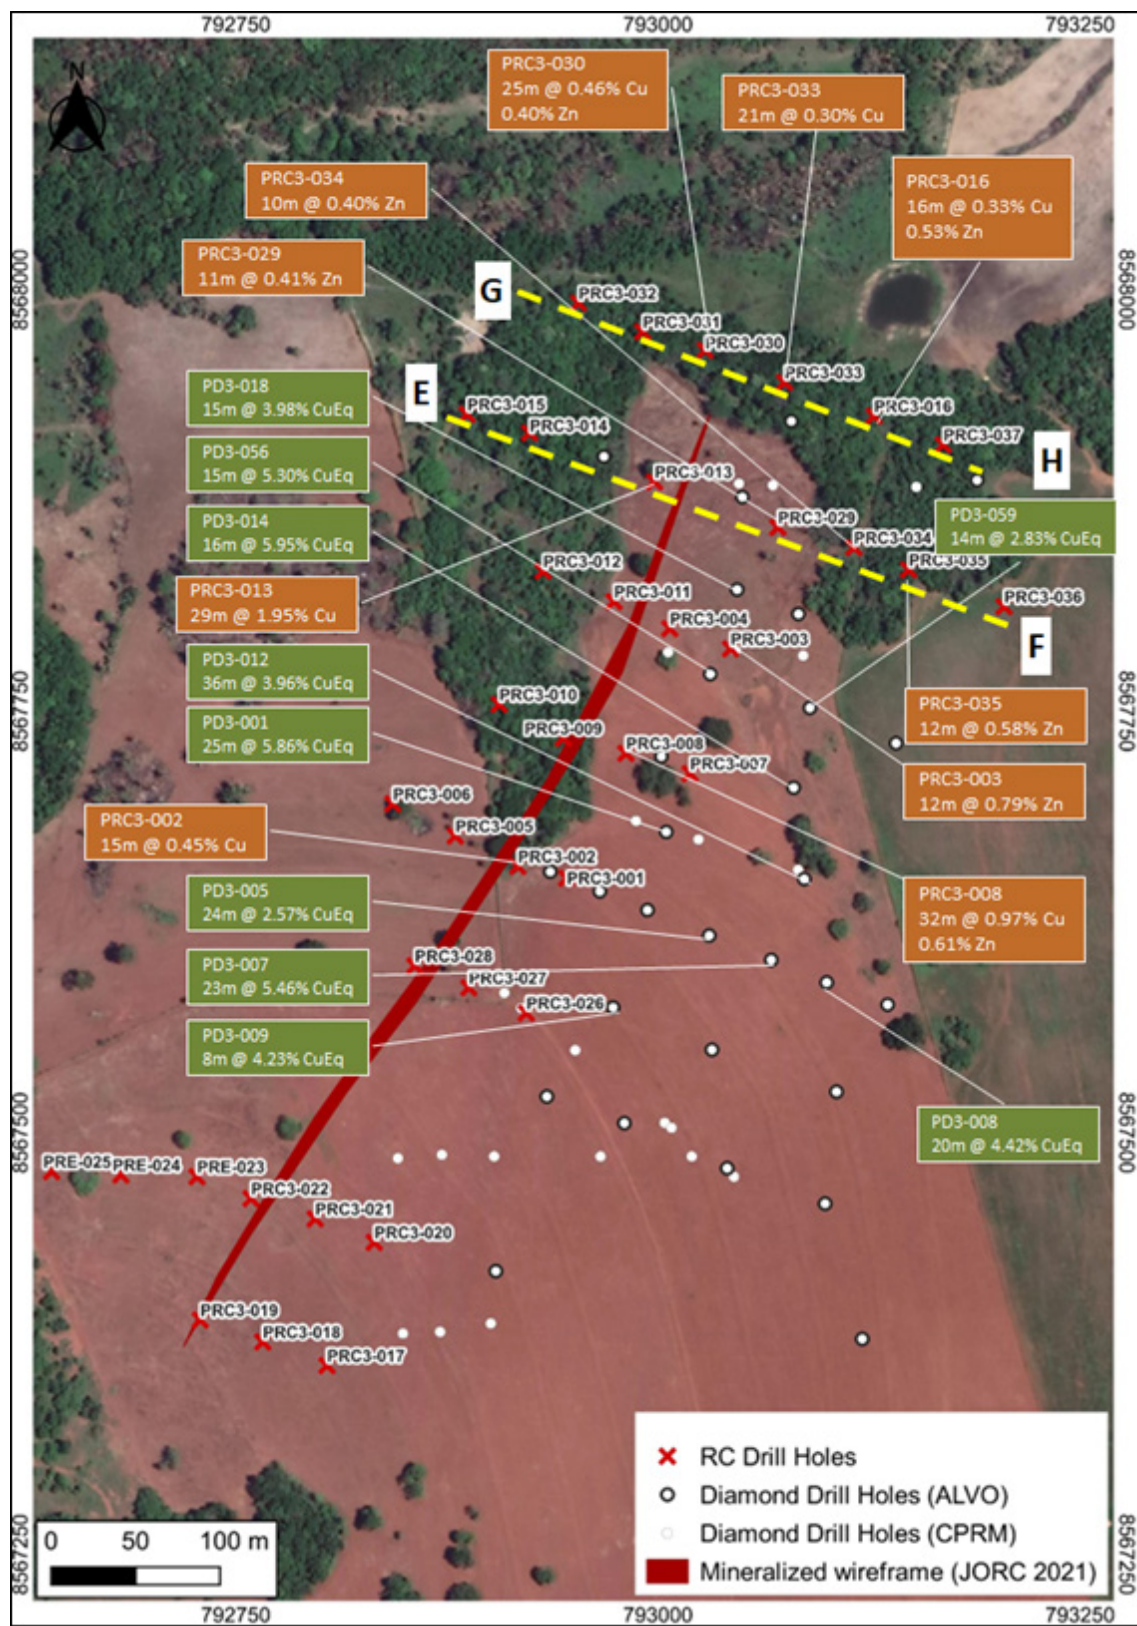 792750
793000
793250
N
PRC3-030
25m @ 0.46% Cu
0.40% Zn
PRC3-033
21m @ 0.30% Cu
PRC3-034
10m @ 0.40% Zn
PRC3-016
16m @ 0.33% Cu
0.53% Zn
PRC3-029
11m @ 0.41% Zn
8568000
8568000
G
PRC3-032
PRC3-031
PRC3-030
PRC3-033
PRC3-016
PRC3-037
H
PD3-018
15m @ 3.98% CuEq
E
PRC3-015
PRC3-014
PD3-056
15m @ 5.30% CuEq
PRC3-013
PD3-014
16m @ 5.95% CuEq
PRC3-029
PRC3-034
PRC3-035
PD3-059
14m @ 2.83% CuEq
PRC3-036
F
PRC3-012
PRC3-011
PRC3-004
PRC3-003
PRC3-013
29m @ 1.95% Cu
PD3-012
36m @ 3.96% CuEq
PRC3-035
12m @ 0.58% Zn
8567750
8567750
PD3-001
25m @ 5.86% CuEq
PRC3-010
PRC3-009
PRC3-008
PRC3-007
PRC3-003
12m @ 0.79% Zn
PRC3-006
PRC3-005
PRC3-002
15m @ 0.45% Cu
PRC3-002
PRC3-001
PRC3-008
32m @ 0.97% Cu
0.61% Zn
PD3-005
24m @ 2.57% CuEq
PD3-007
23m @ 5.46% CuEq
PRC3-028
PRC3-027
PRC3-026
PD3-009
8m @ 4.23% CuEq
PD3-008
20m @ 4.42% CuEq
8567500
8567500
PRE-025
PRE-024
PRE-023
PRC3-022
PRC3-021
PRC3-020
PRC3-019
PRC3-018
PRC3-017
RC Drill Holes
Diamond Drill Holes (ALVO)
Diamond Drill Holes (CPRM)
Mineralized wireframe (JORC 2021)
0 50 100 m
8567250
8567250
792750
793000
793250